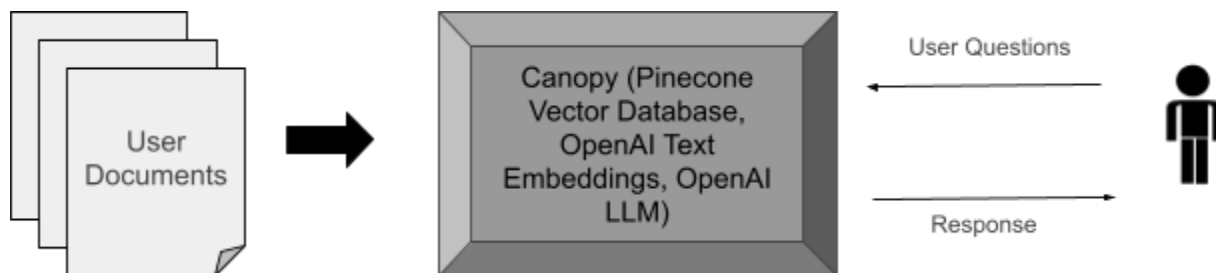 User
Documents
Canopy (Pinecone
Vector Database,
OpenAI Text
Embeddings, OpenAI
LLM)
User Questions
Response